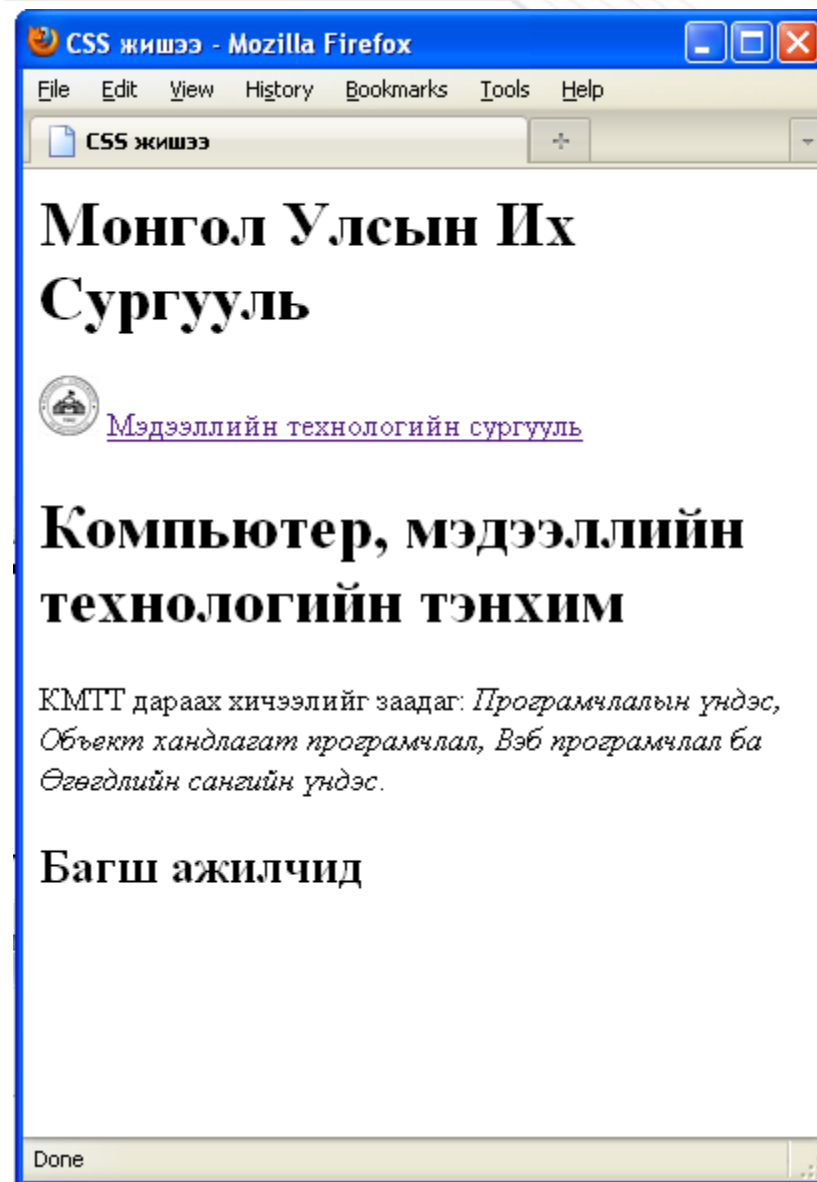 CSS жишээ - Mozilla Firefox
File Edit View History Bookmarks Tools Help
CSS жишээ
Монгол Улсын Их
Сургууль
Мэдээллийн технологийн сургууль
Компьютер, мэдээллийн
технологийн тэнхим
КМТТ дараах хичээлийг заадаг: Програмчлалын үндэс,
Объект хандлагат програмчлал, Вэб програмчлал ба
Өгөгдлийн сангийн үндэс.
Багш ажилчид
Done